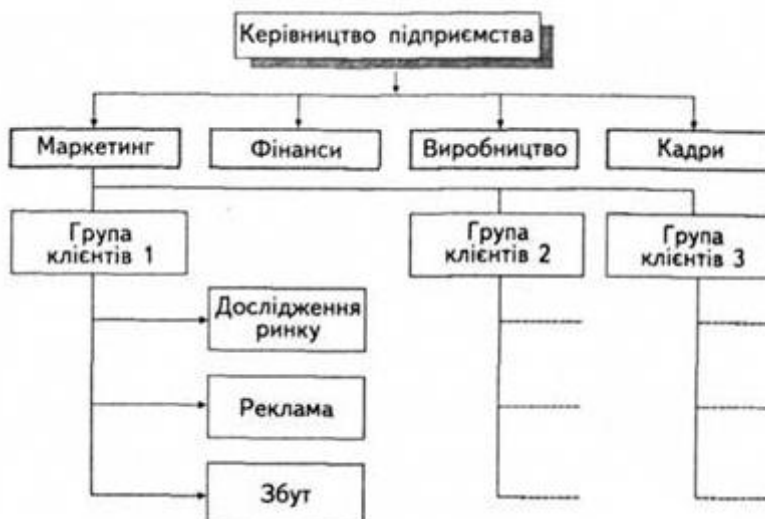 Керівництво підприємства
Маркетинг
Фінанси
Виробництво
Кадри
Група
клієнтів 1
Група
клієнтів 2
Група
клієнтів 3
Дослідження
ринку
Реклама
Збут